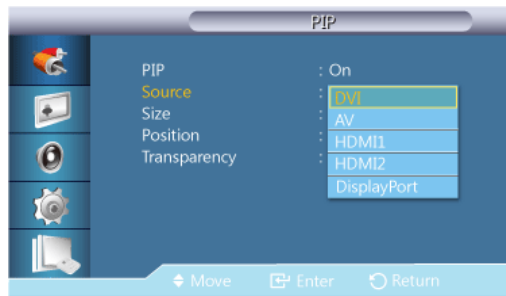 PIP
PIP : On
Source : DVI
Size : AV
Position : HDMI1
Transparency : HDMI2
DisplayPort
Move Enter Return